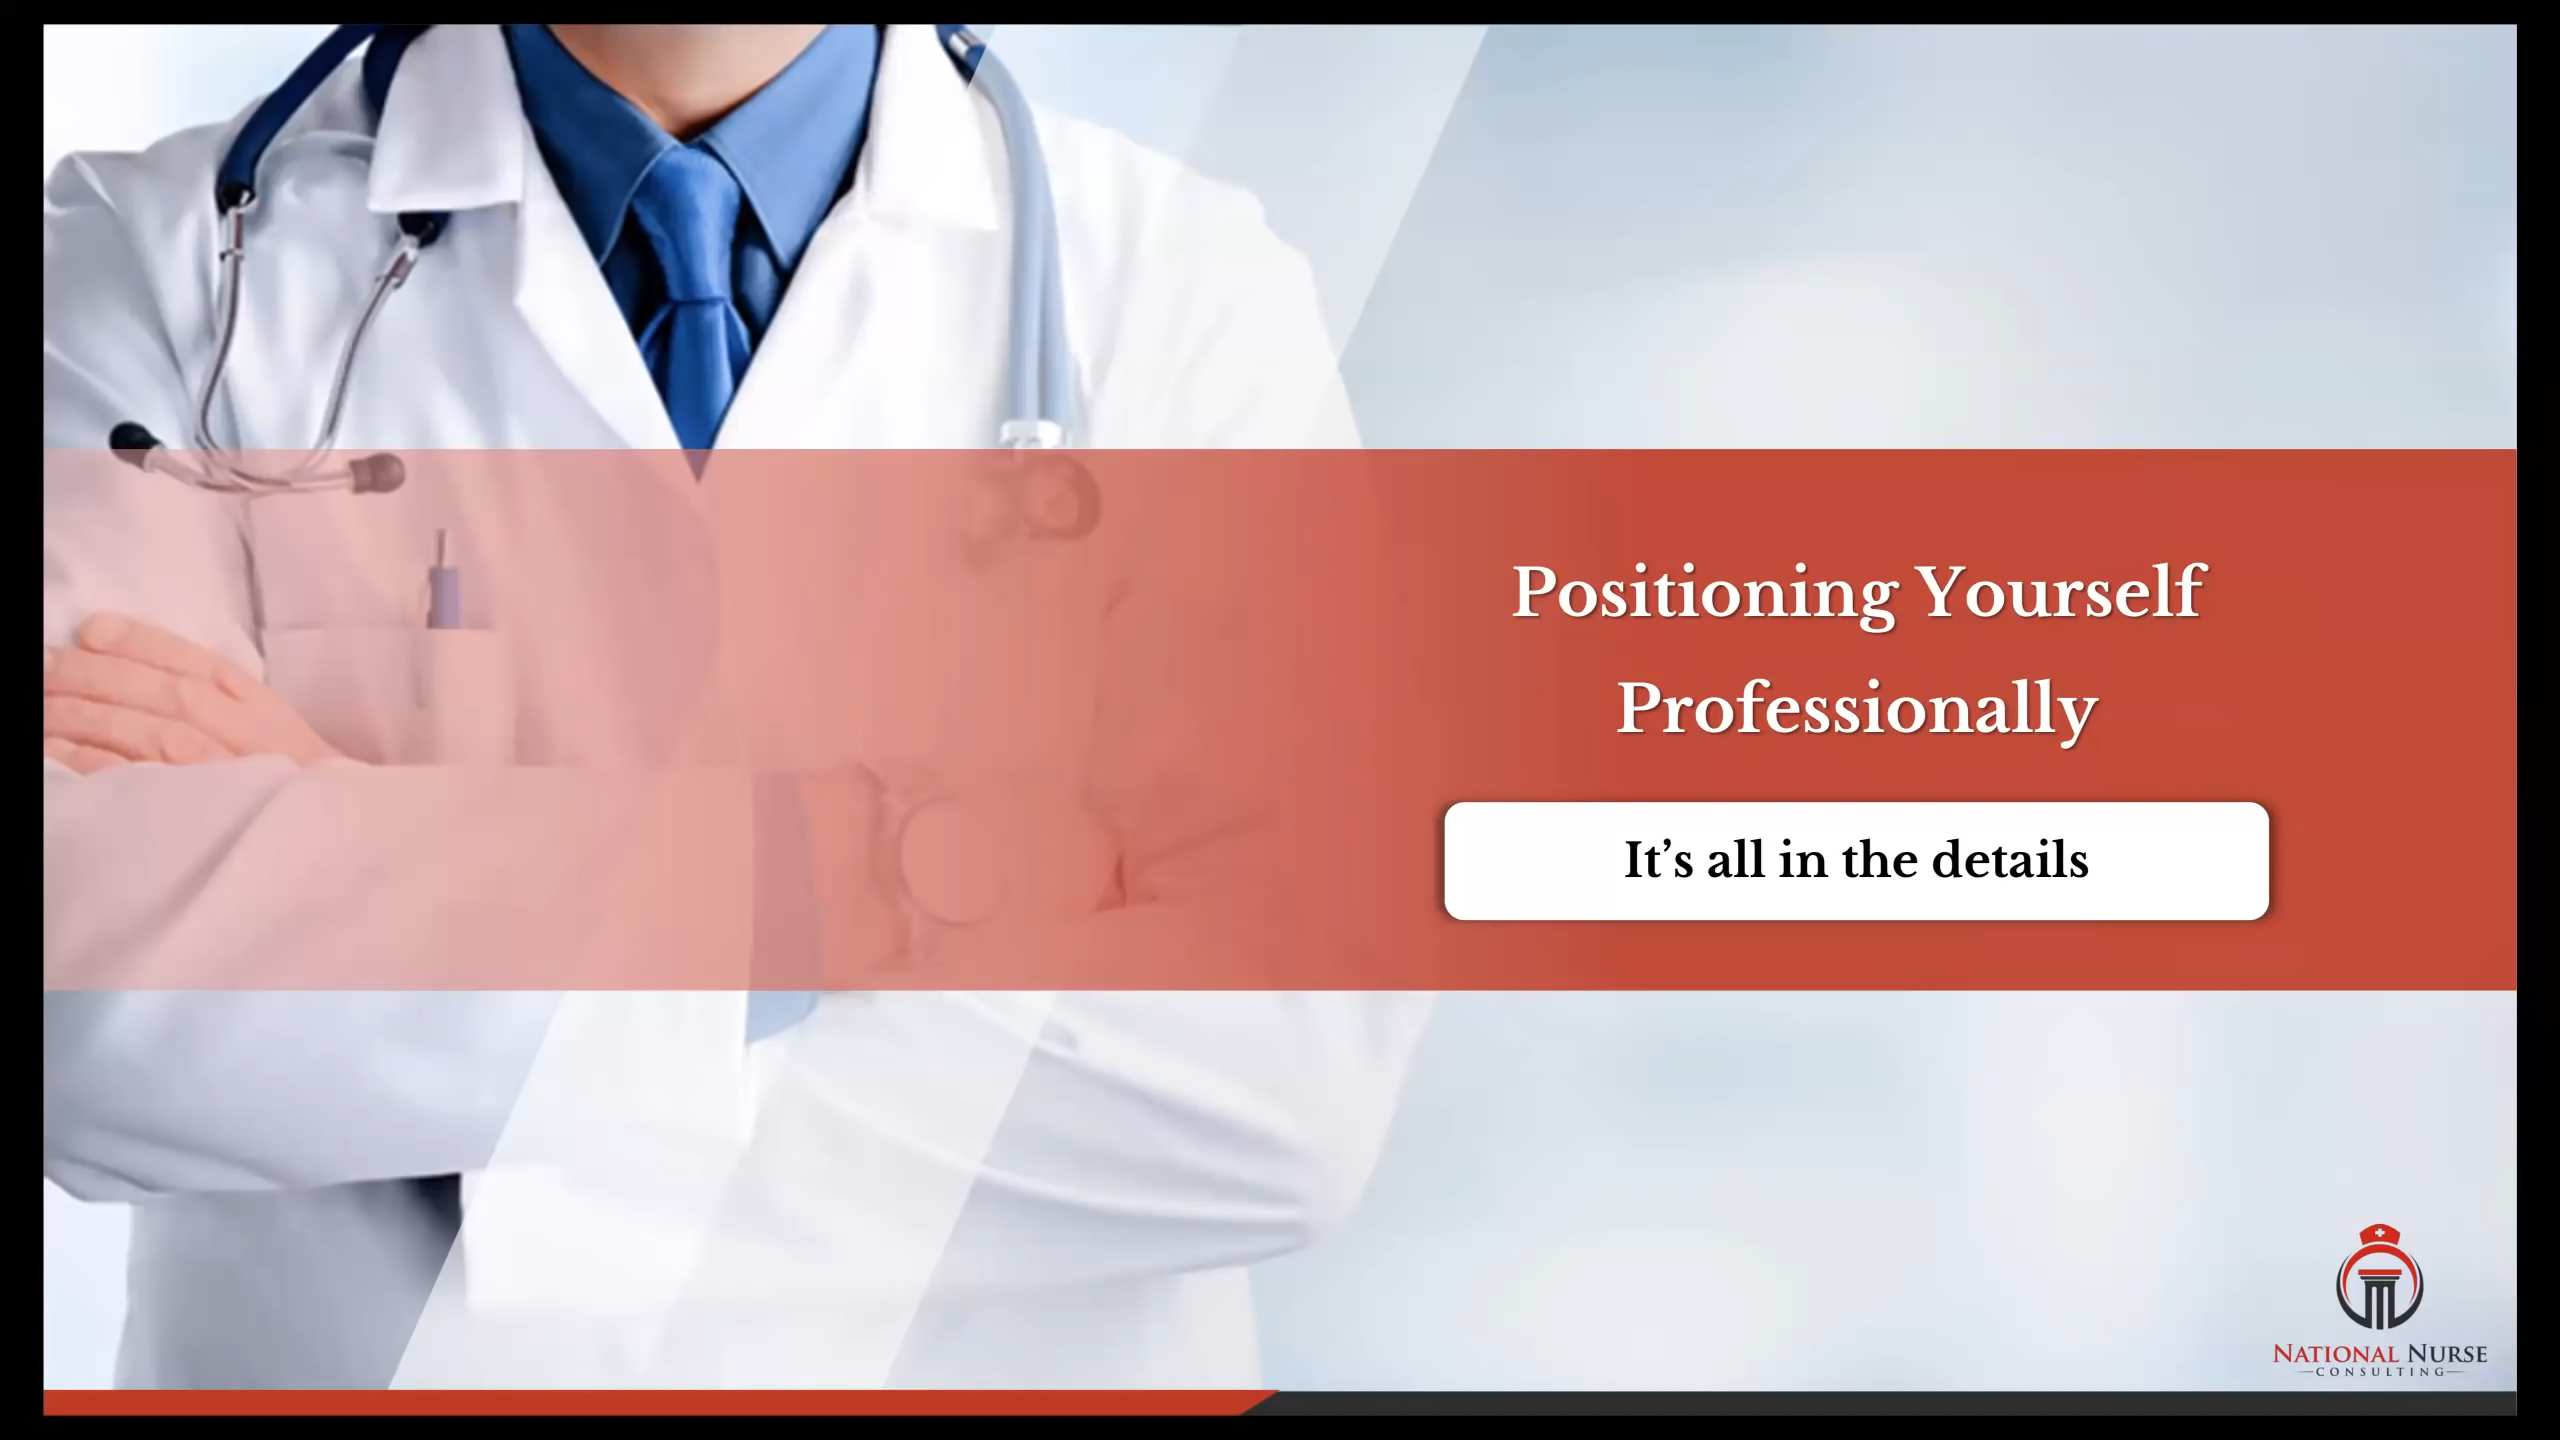 Positioning Yourself
Professionally
It’s all in the details
NATIONAL NURSE
CONSULTING